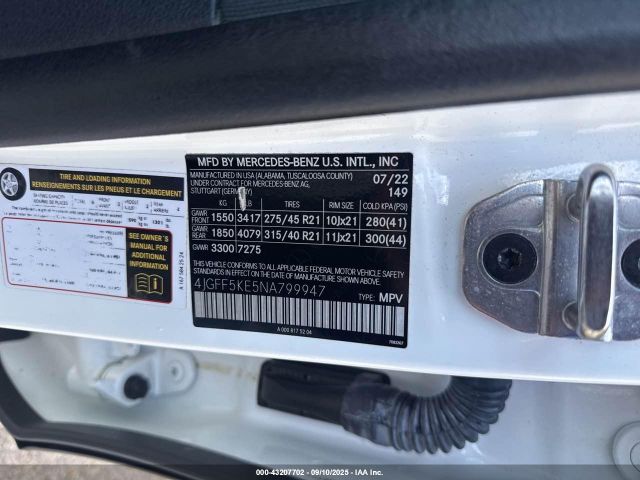 TIRE AND LOADING INFORMATION
RENSEIGNEMENTS SUR LES PNEUS ET LE CHARGEMENT
SEE OWNER'S
MANUAL FOR
ADDITIONAL
INFORMATION
MFD BY MERCEDES-BENZ U.S. INTL., INC
MANUFACTURED IN USA (ALABAMA, TUSCALOOSA COUNTY)
UNDER CONTRACT FOR MERCEDES-BENZ AG,
STUTTGART (GERMANY)
07/22
149
KG LB TIRES RIM SIZE COLD KPA (PSI)
GAWR FRONT 1550 3417 275/45 R21 10Jx21 280(41)
GAWR REAR 1850 4079 315/40 R21 11Jx21 300(44)
GVWR 3300 7275
THIS VEHICLE CONFORMS TO ALL APPLICABLE FEDERAL MOTOR VEHICLE
SAFETY STANDARDS IN EFFECT ON THE DATE OF MANUFACTURE SHOWN ABOVE.
4JGFF5KE5NA799947
TYPE: MPV
A 000 817 52 04
000-43207702 - 09/10/2025 - IAA Inc.